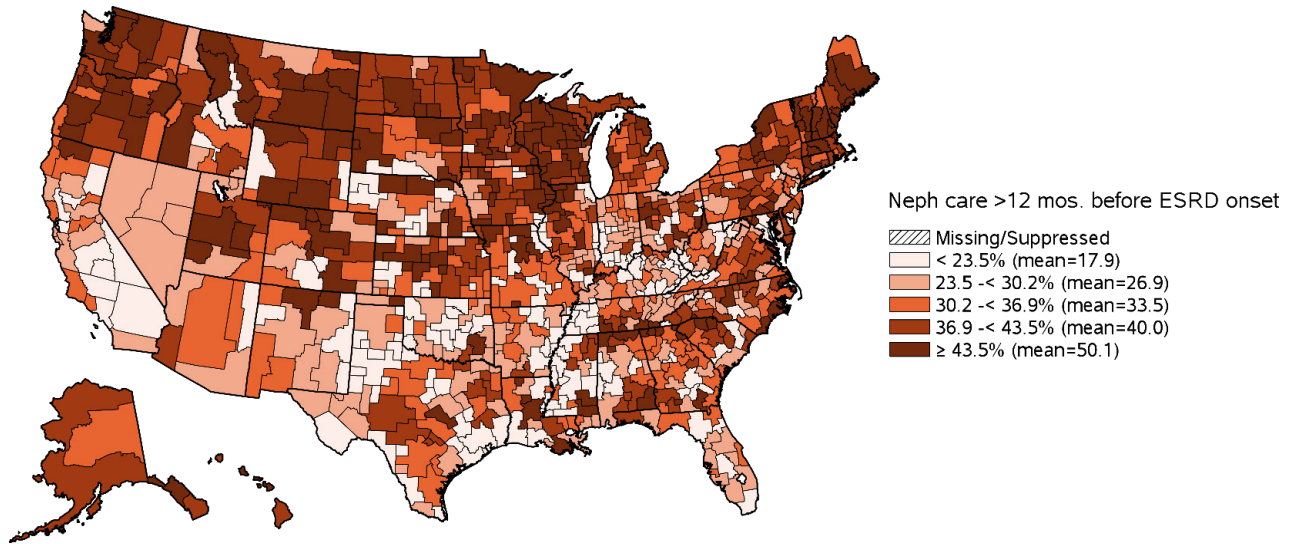 Neph care >12 mos. before ESRD onset
Missing/Suppressed
< 23.5% (mean=17.9)
23.5 -< 30.2% (mean=26.9)
30.2 -< 36.9% (mean=33.5)
36.9 -< 43.5% (mean=40.0)
≥ 43.5% (mean=50.1)